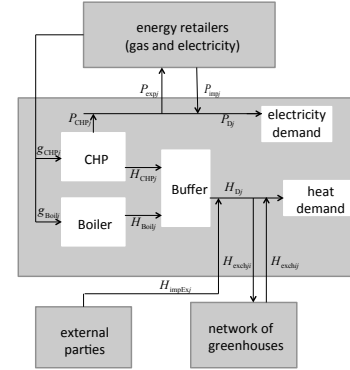 energy retailers
(gas and electricity)
P_expj
P_impj
P_CHPj
P_Dj
electricity
demand
g_CHPj
CHP
H_CHPj
Buffer
H_Dj
heat
demand
g_Boilj
Boiler
H_Boilj
H_exchji
H_exchij
H_impExj
external
parties
network of
greenhouses